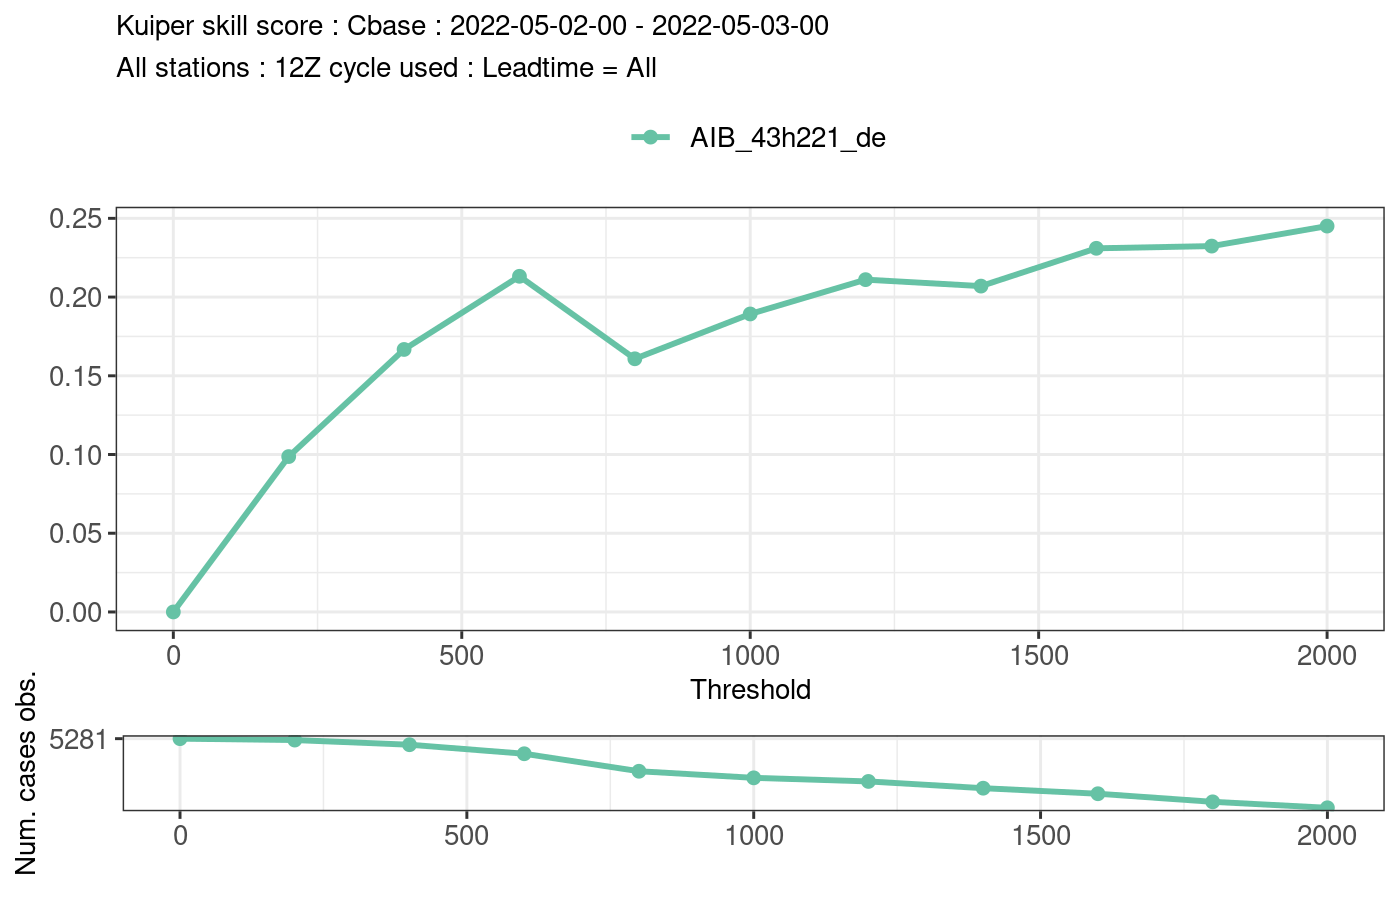 Kuiper skill score : Cbase : 2022-05-02-00 - 2022-05-03-00
All stations : 12Z cycle used : Leadtime = All
AIB_43h221_de
0.25
0.20
0.15
0.10
0.05
0.00
0 500 1000 1500 2000
Threshold
Num. cases obs.
5281
0 500 1000 1500 2000